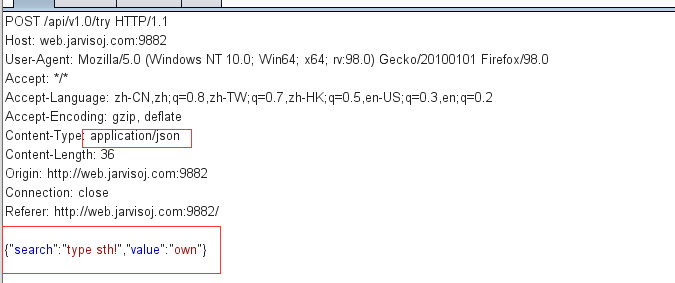 POST /api/v1.0/try HTTP/1.1
Host: web.jarvisoj.com:9882
User-Agent: Mozilla/5.0 (Windows NT 10.0; Win64; x64; rv:98.0) Gecko/20100101 Firefox/98.0
Accept: */*
Accept-Language: zh-CN,zh;q=0.8,zh-TW;q=0.7,zh-HK;q=0.5,en-US;q=0.3,en;q=0.2
Accept-Encoding: gzip, deflate
Content-Type: application/json
Content-Length: 36
Origin: http://web.jarvisoj.com:9882
Connection: close
Referer: http://web.jarvisoj.com:9882/
{"search":"type sth!","value":"own"}